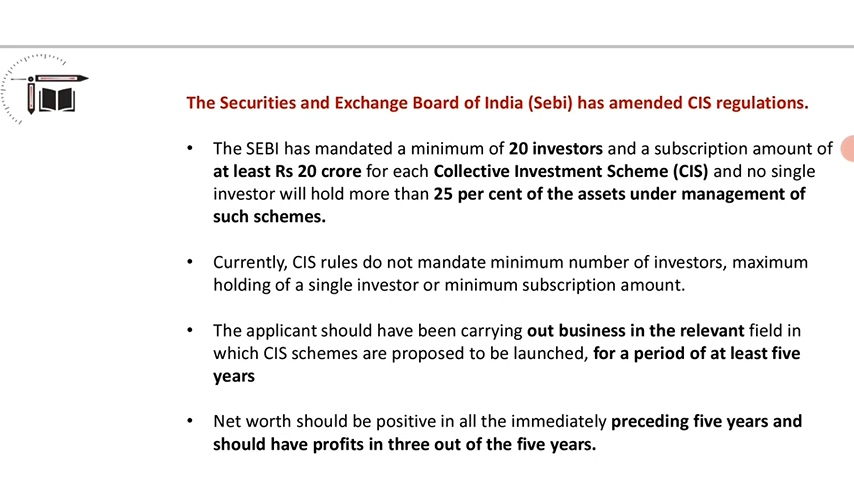 The Securities and Exchange Board of India (Sebi) has amended CIS regulations.
• The SEBI has mandated a minimum of 20 investors and a subscription amount of
at least Rs 20 crore for each Collective Investment Scheme (CIS) and no single
investor will hold more than 25 per cent of the assets under management of
such schemes.
• Currently, CIS rules do not mandate minimum number of investors, maximum
holding of a single investor or minimum subscription amount.
• The applicant should have been carrying out business in the relevant field in
which CIS schemes are proposed to be launched, for a period of at least five
years
• Net worth should be positive in all the immediately preceding five years and
should have profits in three out of the five years.